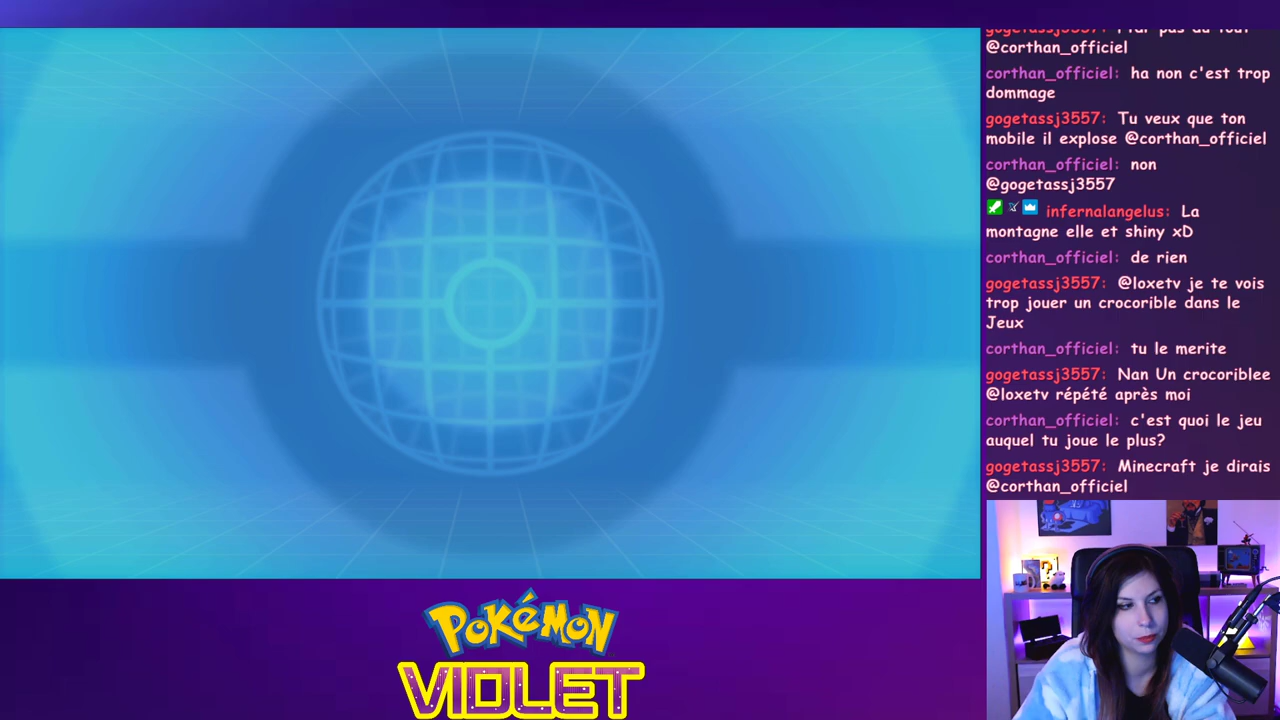 @corthan_officiel
corthan_officiel: ha non c'est trop
dommage
gogetassj3557: Tu veux que ton
mobile il explose @corthan_officiel
corthan_officiel: non
@gogetassj3557
infernalangelus: La
montagne elle et shiny xD
corthan_officiel: de rien
gogetassj3557: @loxetv je te vois
trop jouer un crocorible dans le
Jeux
corthan_officiel: tu le merite
gogetassj3557: Nan Un crocoriblee
@loxetv répété après moi
corthan_officiel: c'est quoi le jeu
auquel tu joue le plus?
gogetassj3557: Minecraft je dirais
@corthan_officiel
POKÉMON
VIOLET